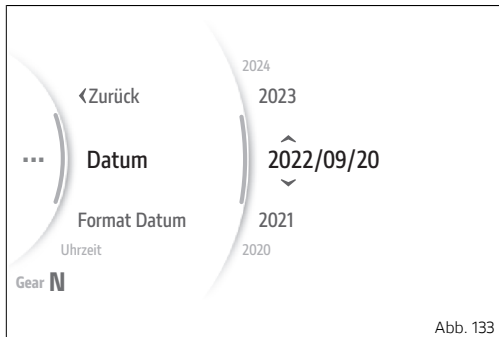 2024
‹Zurück 2023
... Datum 2022/09/20
Format Datum 2021
Uhrzeit 2020
Gear N
Abb. 133